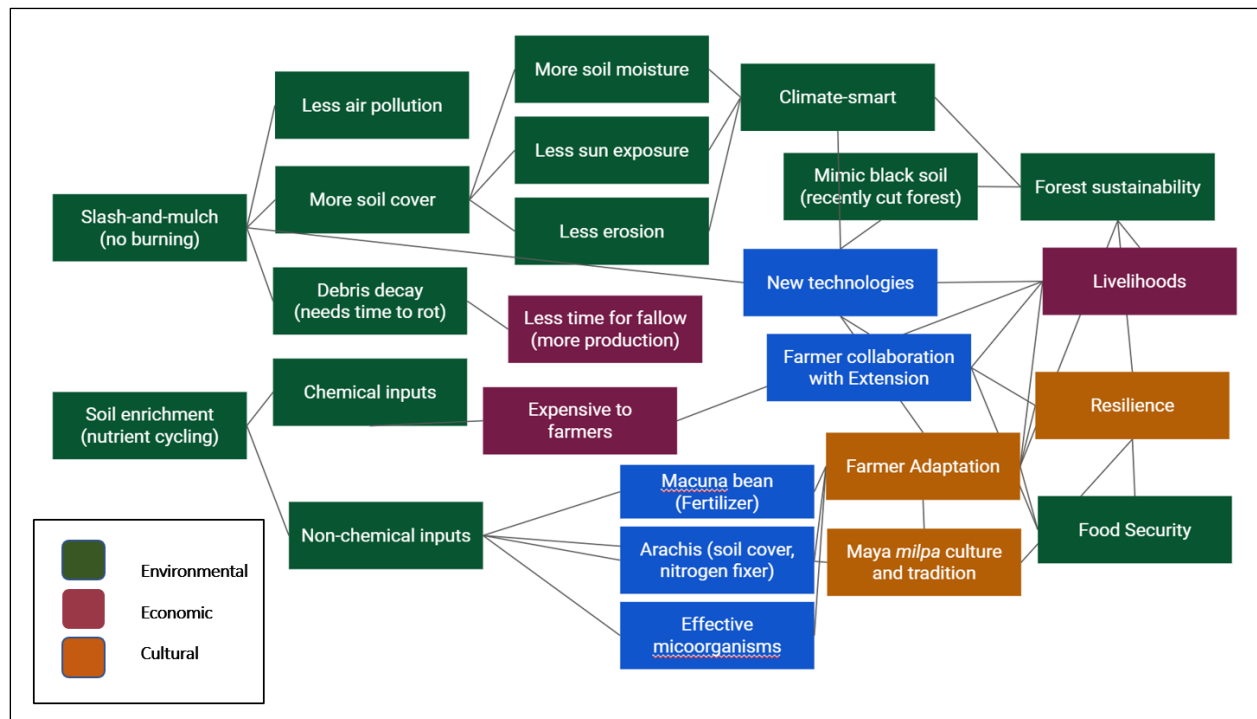 More soil moisture
Less air pollution
Climate-smart
Less sun exposure
Mimic black soil
(recently cut forest)
Forest sustainability
Slash-and-mulch
(no burning)
More soil cover
Less erosion
New technologies
Livelihoods
Debris decay
(needs time to rot)
Less time for fallow
(more production)
Farmer collaboration
with Extension
Chemical inputs
Soil enrichment
(nutrient cycling)
Expensive to
farmers
Resilience
Farmer Adaptation
Macuna bean
(Fertilizer)
Non-chemical inputs
Arachis (soil cover,
nitrogen fixer)
Maya milpa culture
and tradition
Food Security
Effective
micoorganisms
Environmental
Economic
Cultural